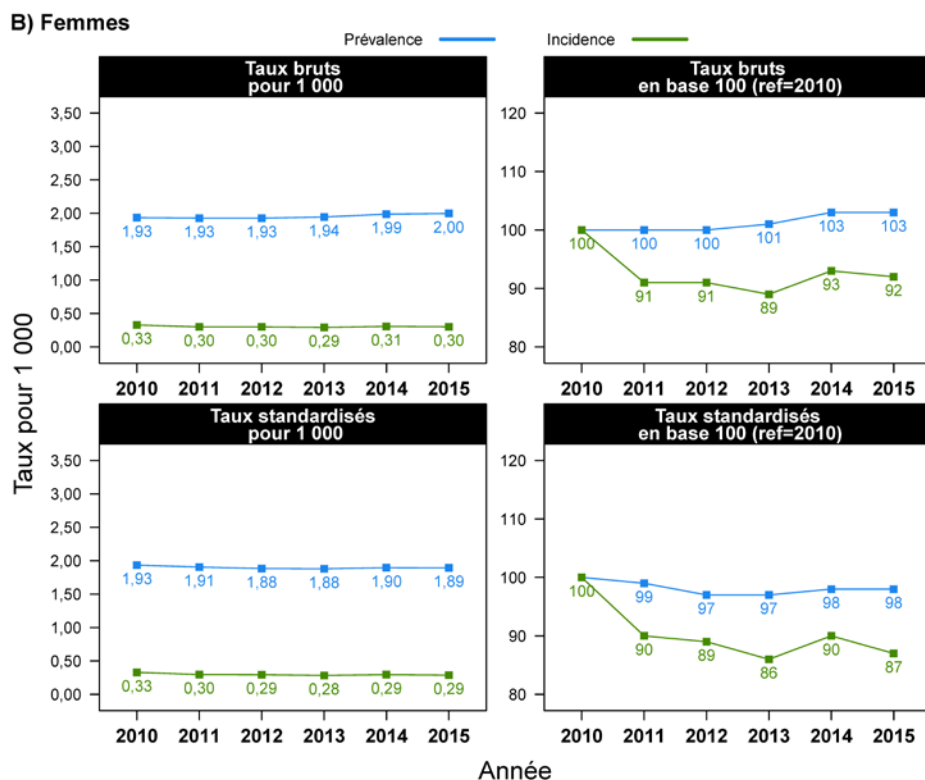 B) Femmes
Prévalence Incidence
Taux bruts
pour 1 000
Taux bruts
en base 100 (ref=2010)
Taux pour 1 000
3,50
3,00
2,50
2,00
1,50
1,00
0,50
0,00
1,93 1,93 1,93 1,94 1,99 2,00
0,33 0,30 0,30 0,29 0,31 0,30
2010 2011 2012 2013 2014 2015
120
110
100
90
80
100 100 100 101 103 103
91 91 89 93 92
2010 2011 2012 2013 2014 2015
Taux standardisés
pour 1 000
Taux standardisés
en base 100 (ref=2010)
3,50
3,00
2,50
2,00
1,50
1,00
0,50
0,00
1,93 1,91 1,88 1,88 1,90 1,89
0,33 0,30 0,29 0,28 0,29 0,29
2010 2011 2012 2013 2014 2015
120
110
100
90
80
100 99 97 97 98 98
90 89 86 90 87
2010 2011 2012 2013 2014 2015
Année